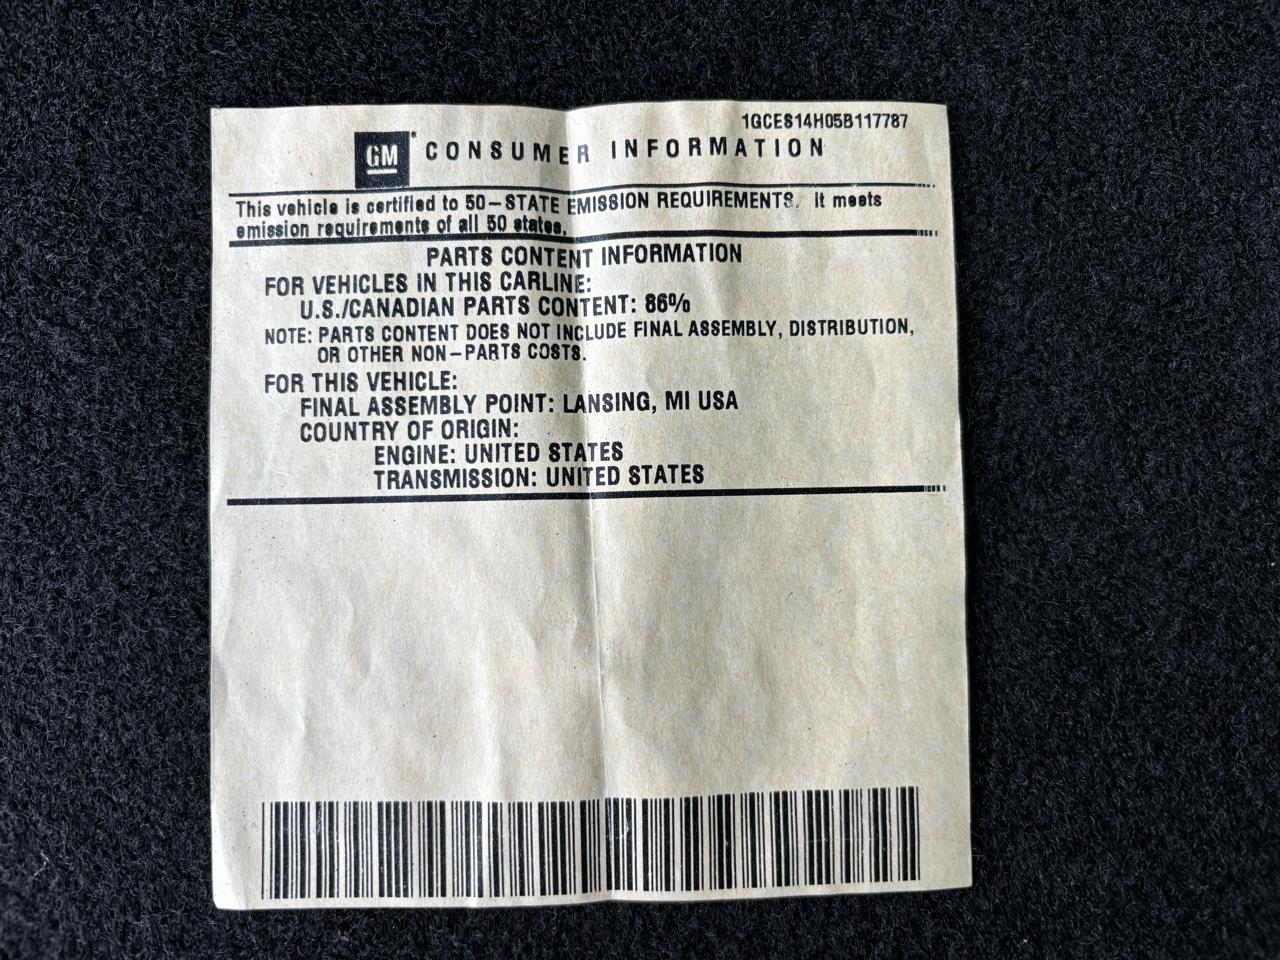 1GCES14H05B117787
GM CONSUMER INFORMATION
This vehicle is certified to 50-STATE EMISSION REQUIREMENTS. It meets
emission requirements of all 50 states.
PARTS CONTENT INFORMATION
FOR VEHICLES IN THIS CARLINE:
U.S./CANADIAN PARTS CONTENT: 86%
NOTE: PARTS CONTENT DOES NOT INCLUDE FINAL ASSEMBLY, DISTRIBUTION,
OR OTHER NON-PARTS COSTS.
FOR THIS VEHICLE:
FINAL ASSEMBLY POINT: LANSING, MI USA
COUNTRY OF ORIGIN:
ENGINE: UNITED STATES
TRANSMISSION: UNITED STATES